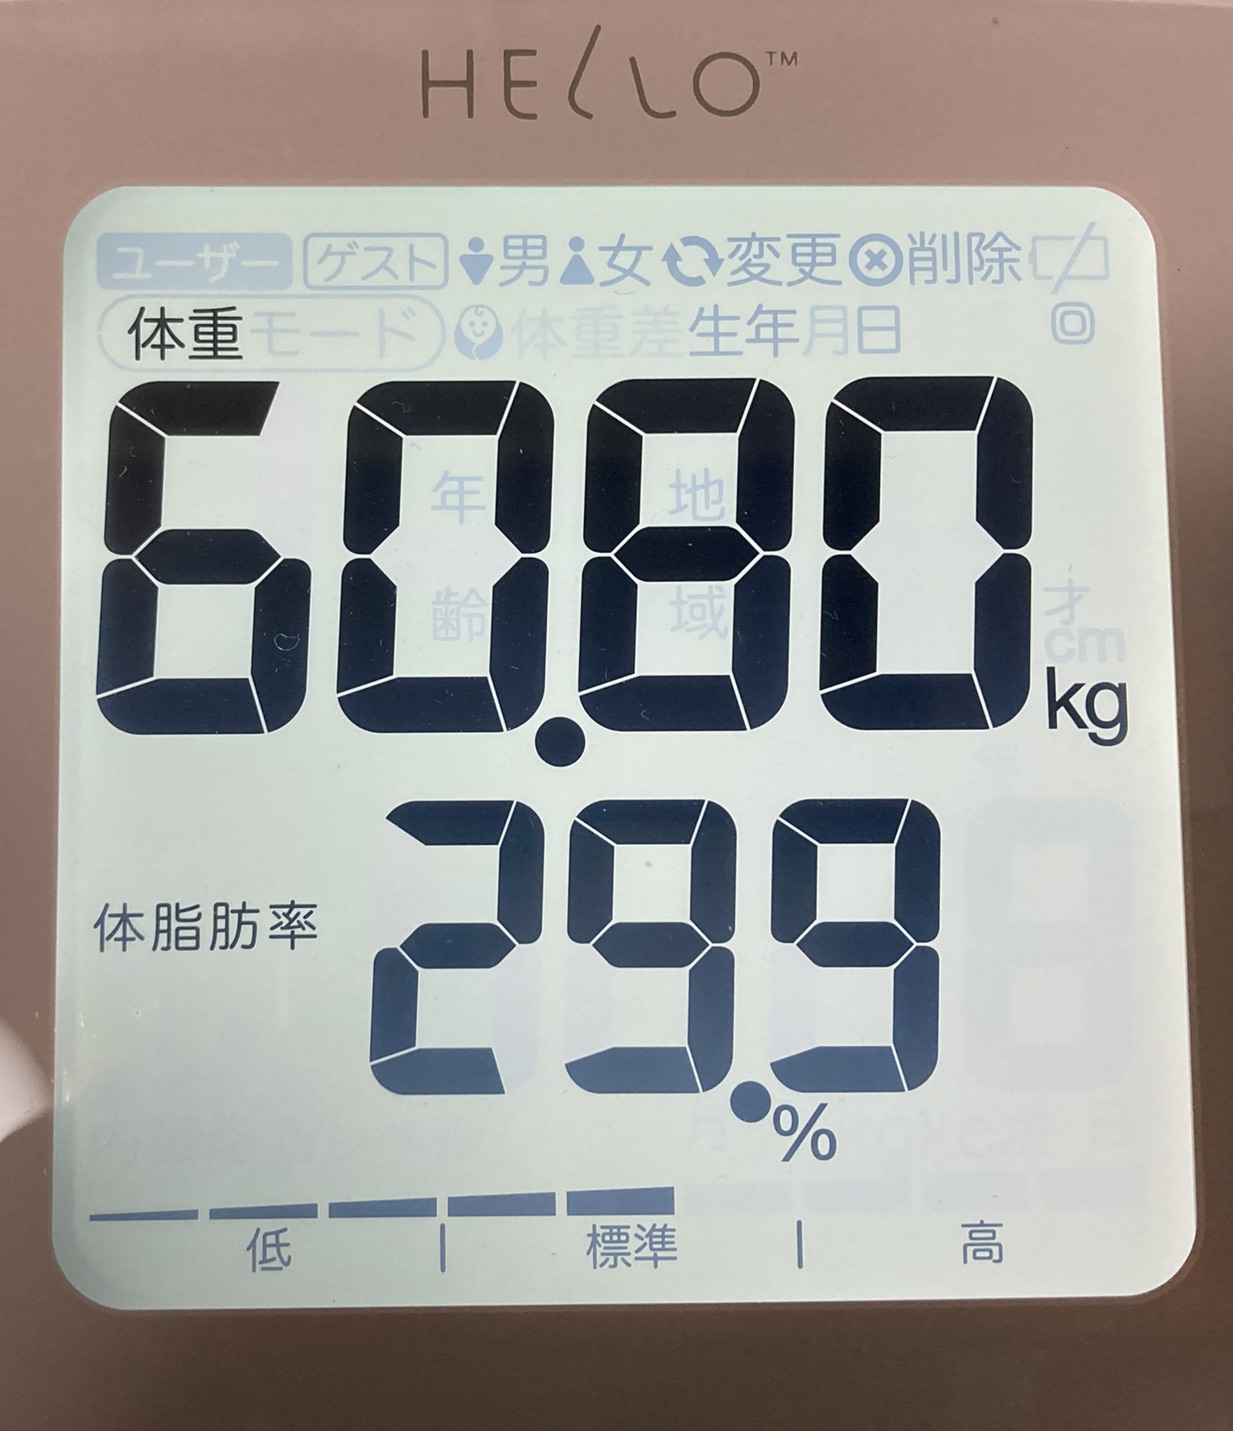 HELLO™
ユーザー ゲスト 男 女 変更 削除
体重モード 体重差 生年月日
年 地
60.80 kg
齢 域 才
cm
体脂肪率 29.9 %
低 標準 高